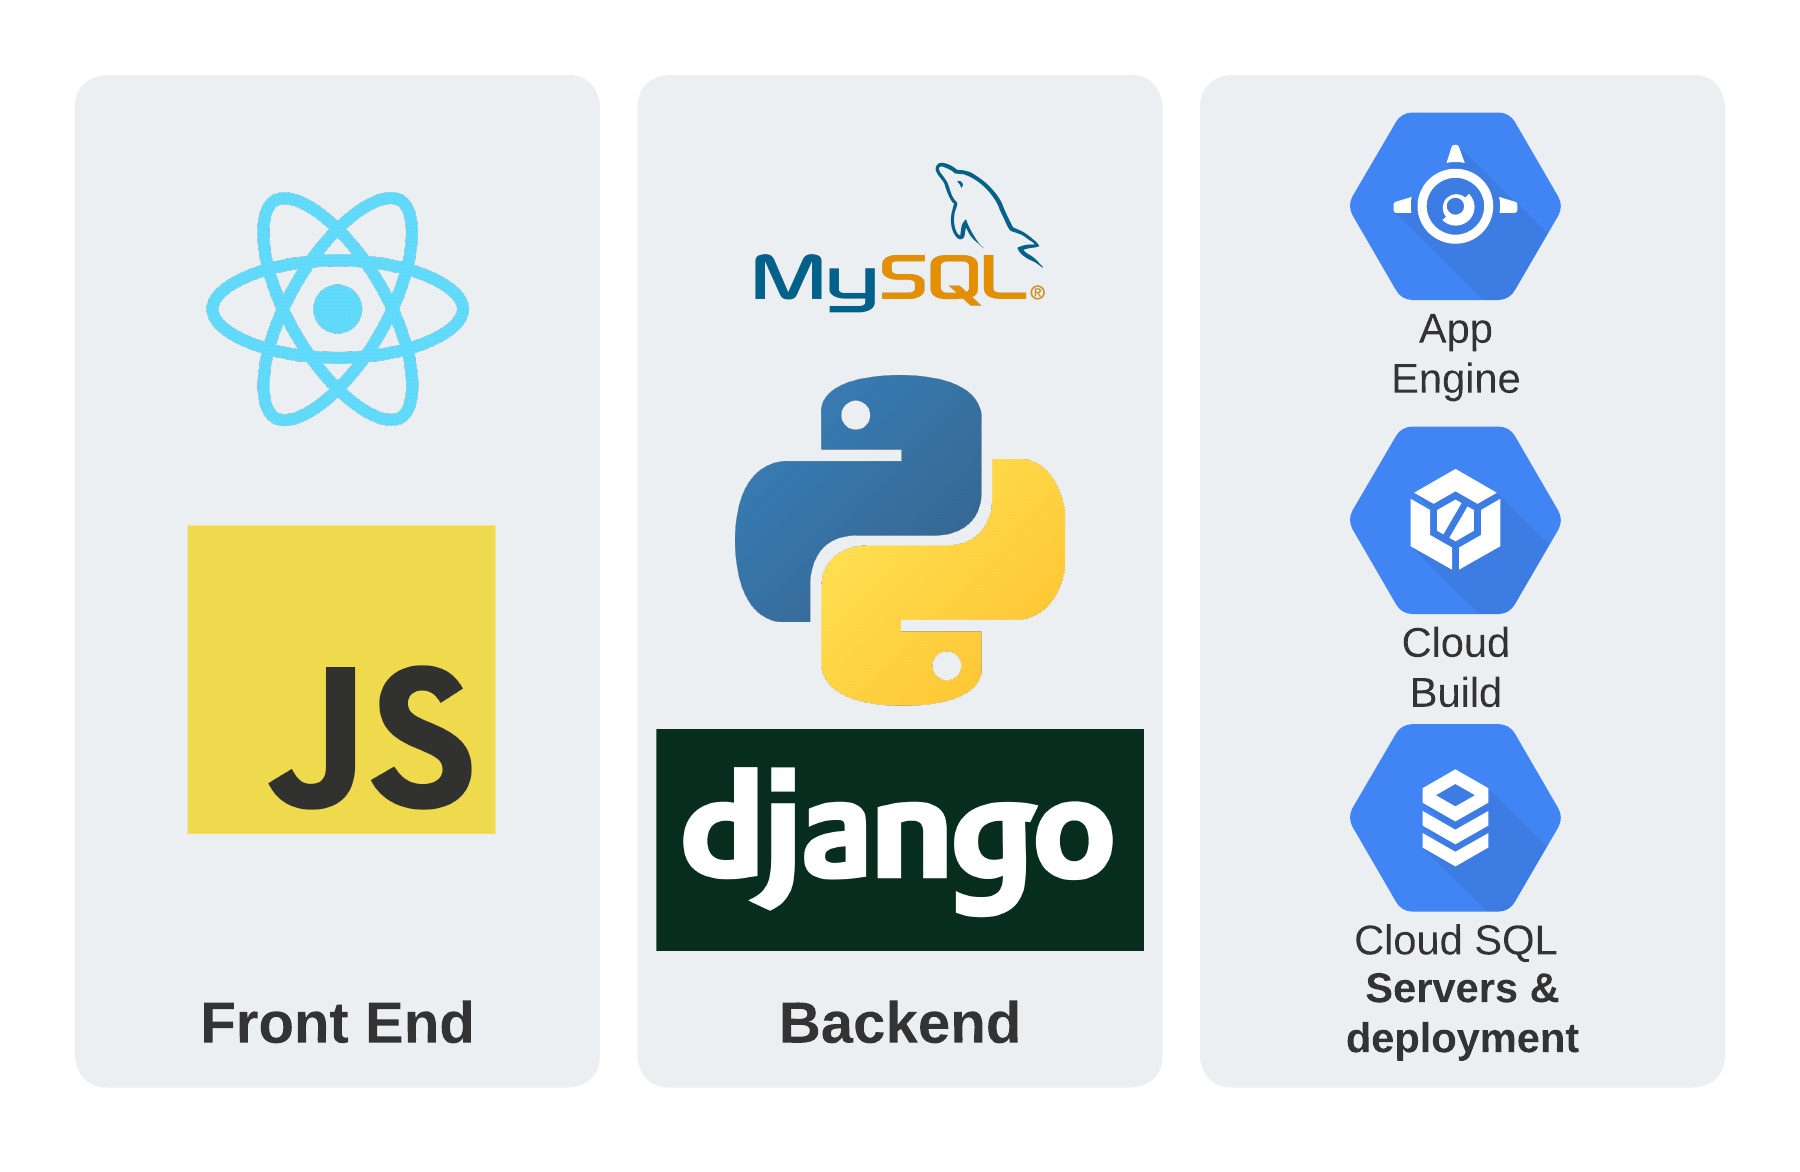 JS
Front End
MySQL®
django
Backend
App
Engine
Cloud
Build
Cloud SQL
Servers &
deployment